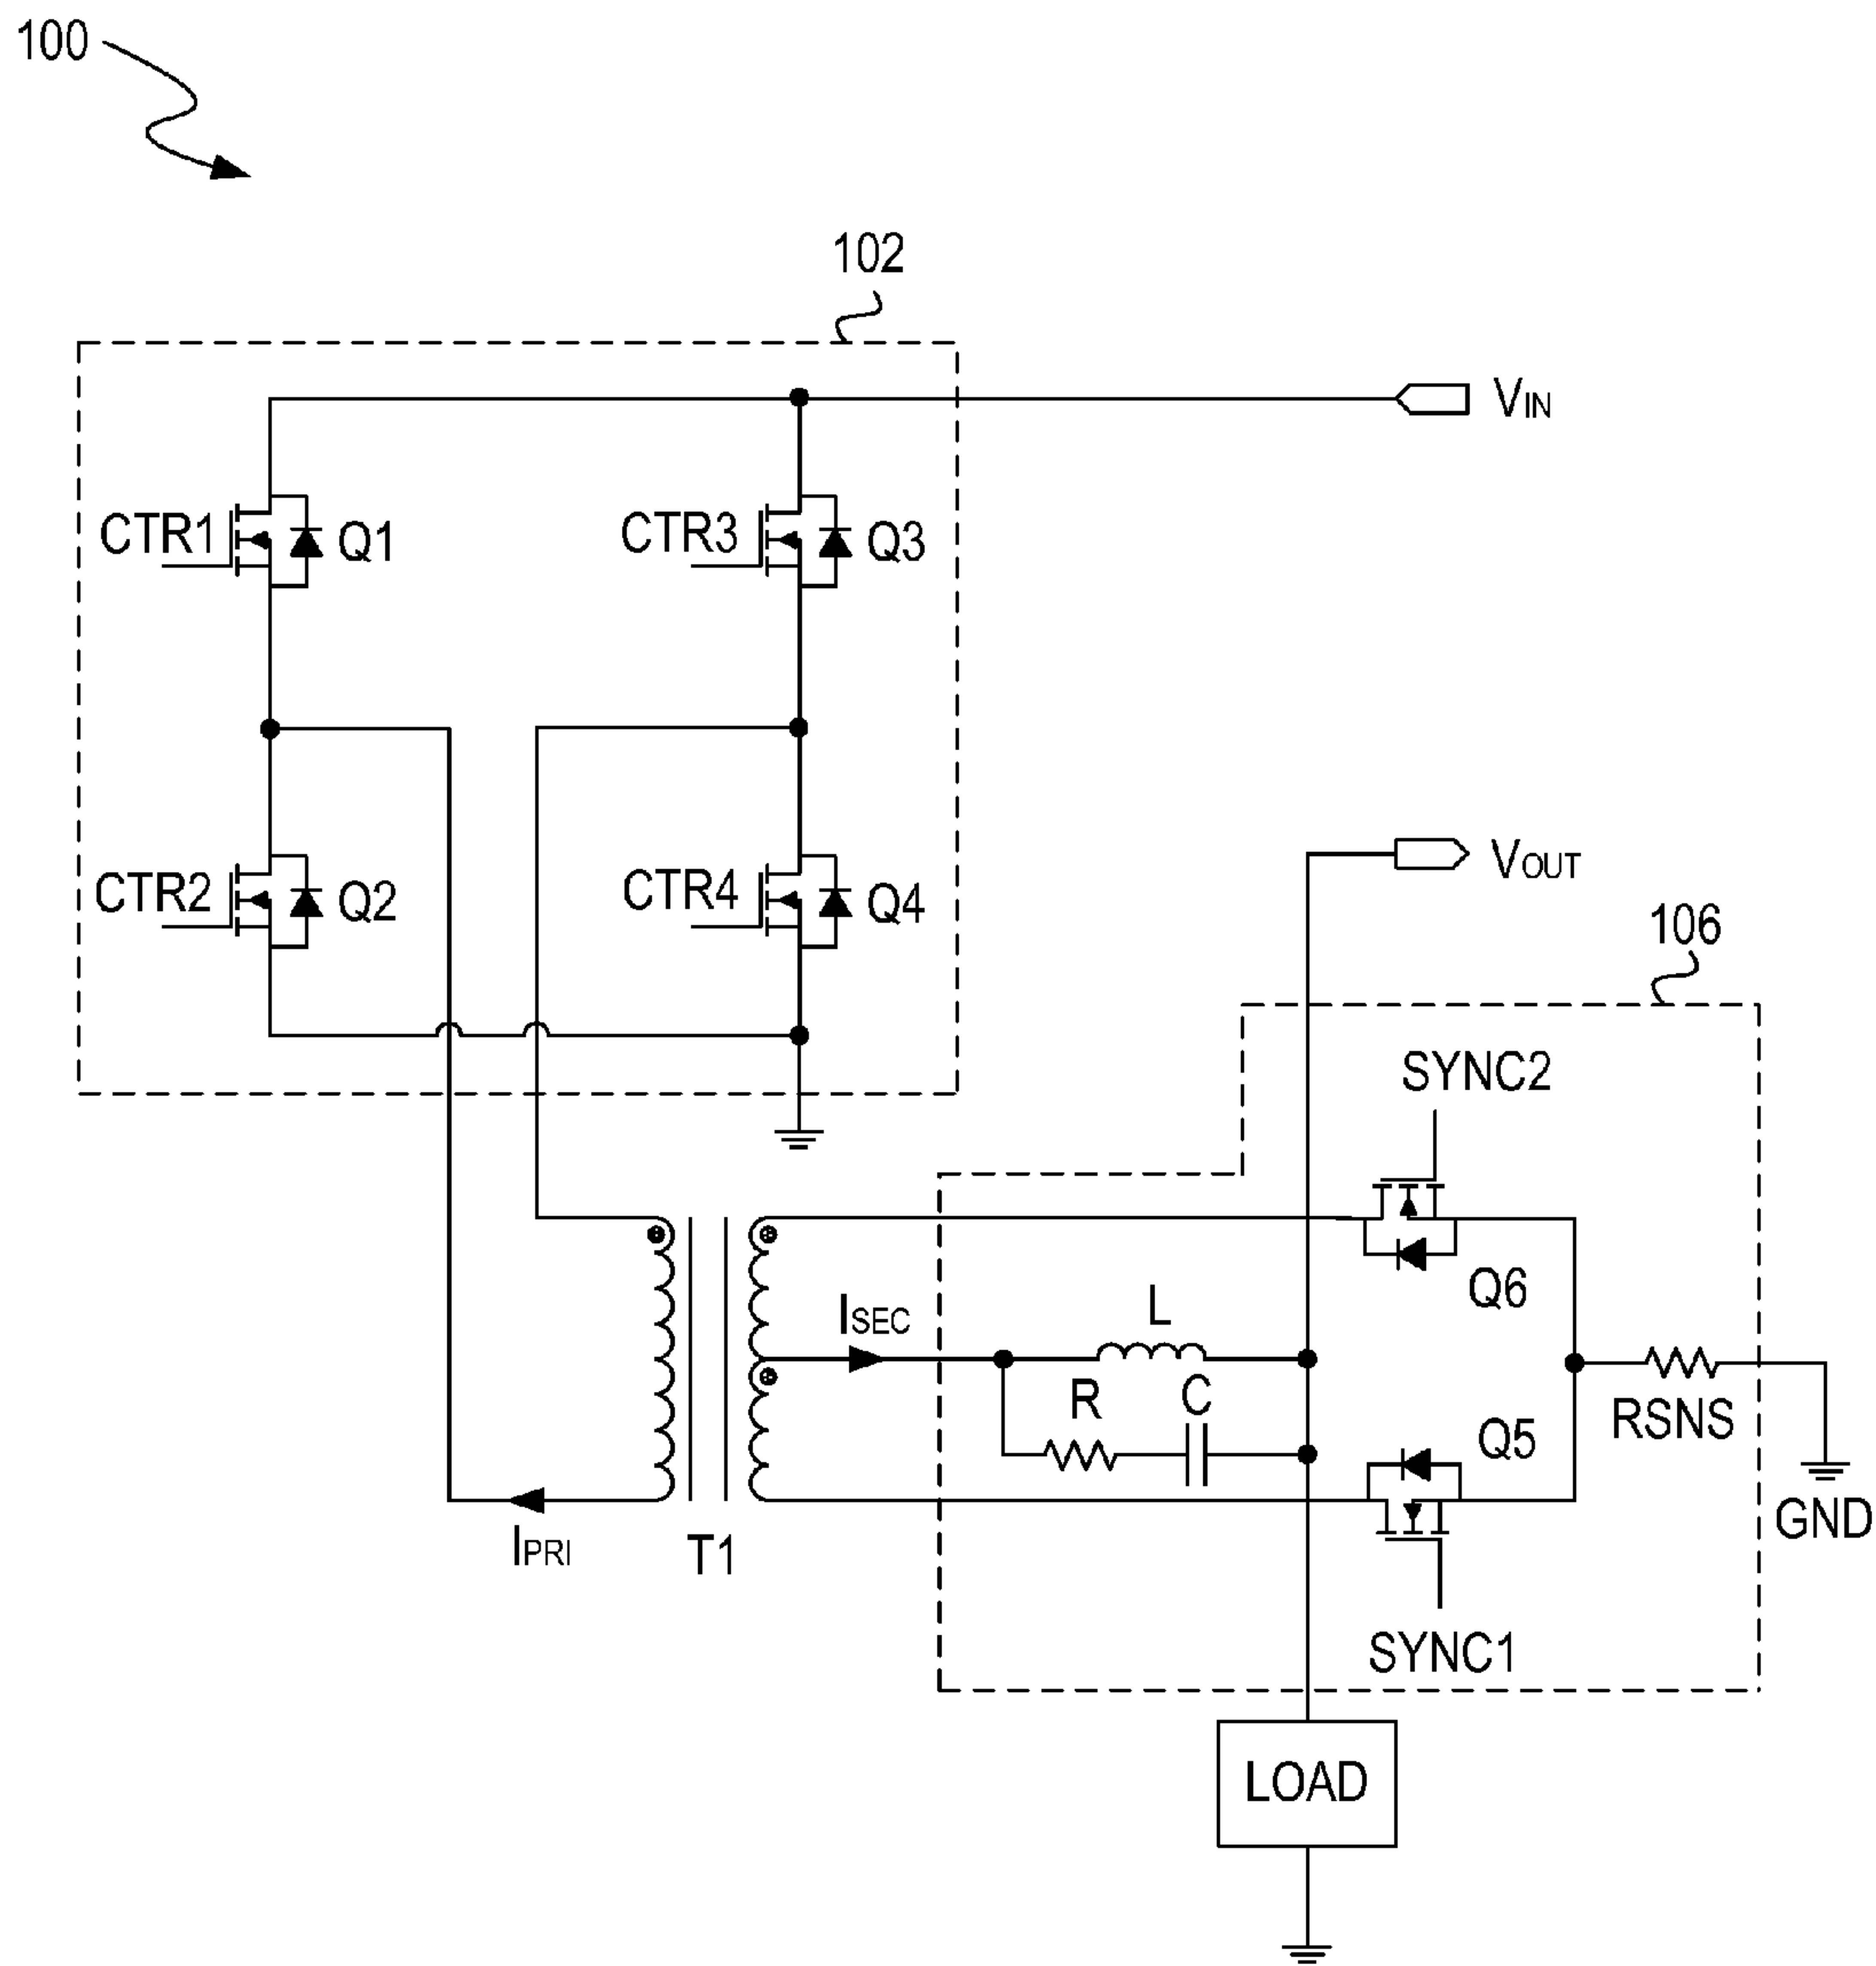 100
102
VIN
CTR1
Q1
CTR3
Q3
CTR2
Q2
CTR4
Q4
VOUT
106
SYNC2
Q6
ISEC
L
R
C
RSNS
Q5
GND
IPRI
T1
SYNC1
LOAD